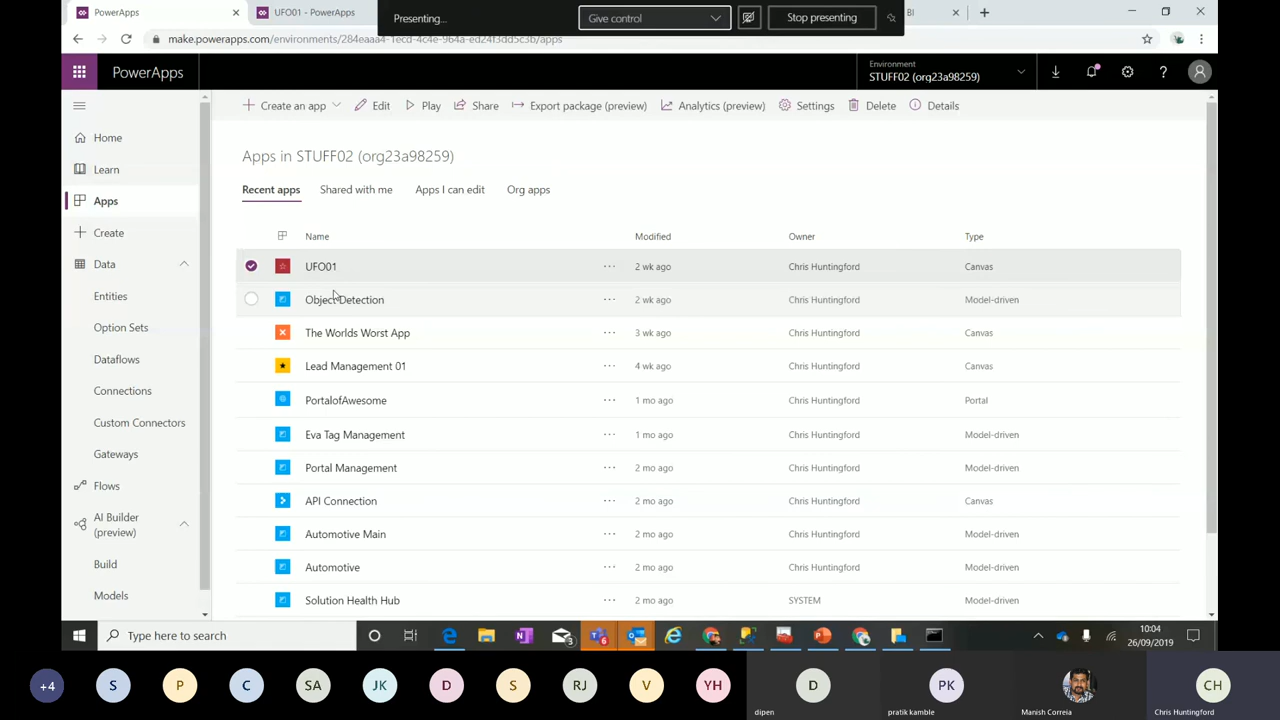 PowerApps
UFO01 - PowerApps
Presenting...
Give control
Stop presenting
BI
make.powerapps.com/environments/284eaaa4-1ecd-4c4e-964a-ed24f3dd5c3b/apps
PowerApps
Environment
STUFF02 (org23a98259)
Create an app
Edit
Play
Share
Export package (preview)
Analytics (preview)
Settings
Delete
Details
Home
Learn
Apps
Create
Data
Entities
Option Sets
Dataflows
Connections
Custom Connectors
Gateways
Flows
AI Builder
(preview)
Build
Models
Apps in STUFF02 (org23a98259)
Recent apps Shared with me Apps I can edit Org apps
Name Modified Owner Type
UFO01 ... 2 wk ago Chris Huntingford Canvas
Object Detection ... 2 wk ago Chris Huntingford Model-driven
The Worlds Worst App ... 3 wk ago Chris Huntingford Canvas
Lead Management 01 ... 4 wk ago Chris Huntingford Canvas
PortalofAwesome ... 1 mo ago Chris Huntingford Portal
Eva Tag Management ... 1 mo ago Chris Huntingford Model-driven
Portal Management ... 2 mo ago Chris Huntingford Model-driven
API Connection ... 2 mo ago Chris Huntingford Canvas
Automotive Main ... 2 mo ago Chris Huntingford Model-driven
Automotive ... 2 mo ago Chris Huntingford Model-driven
Solution Health Hub ... 2 mo ago SYSTEM Model-driven
Type here to search
3
6
10:04
26/09/2019
+4 S P C SA JK D S RJ V YH D PK CH
dipen pratik kamble Manish Correia Chris Huntingford